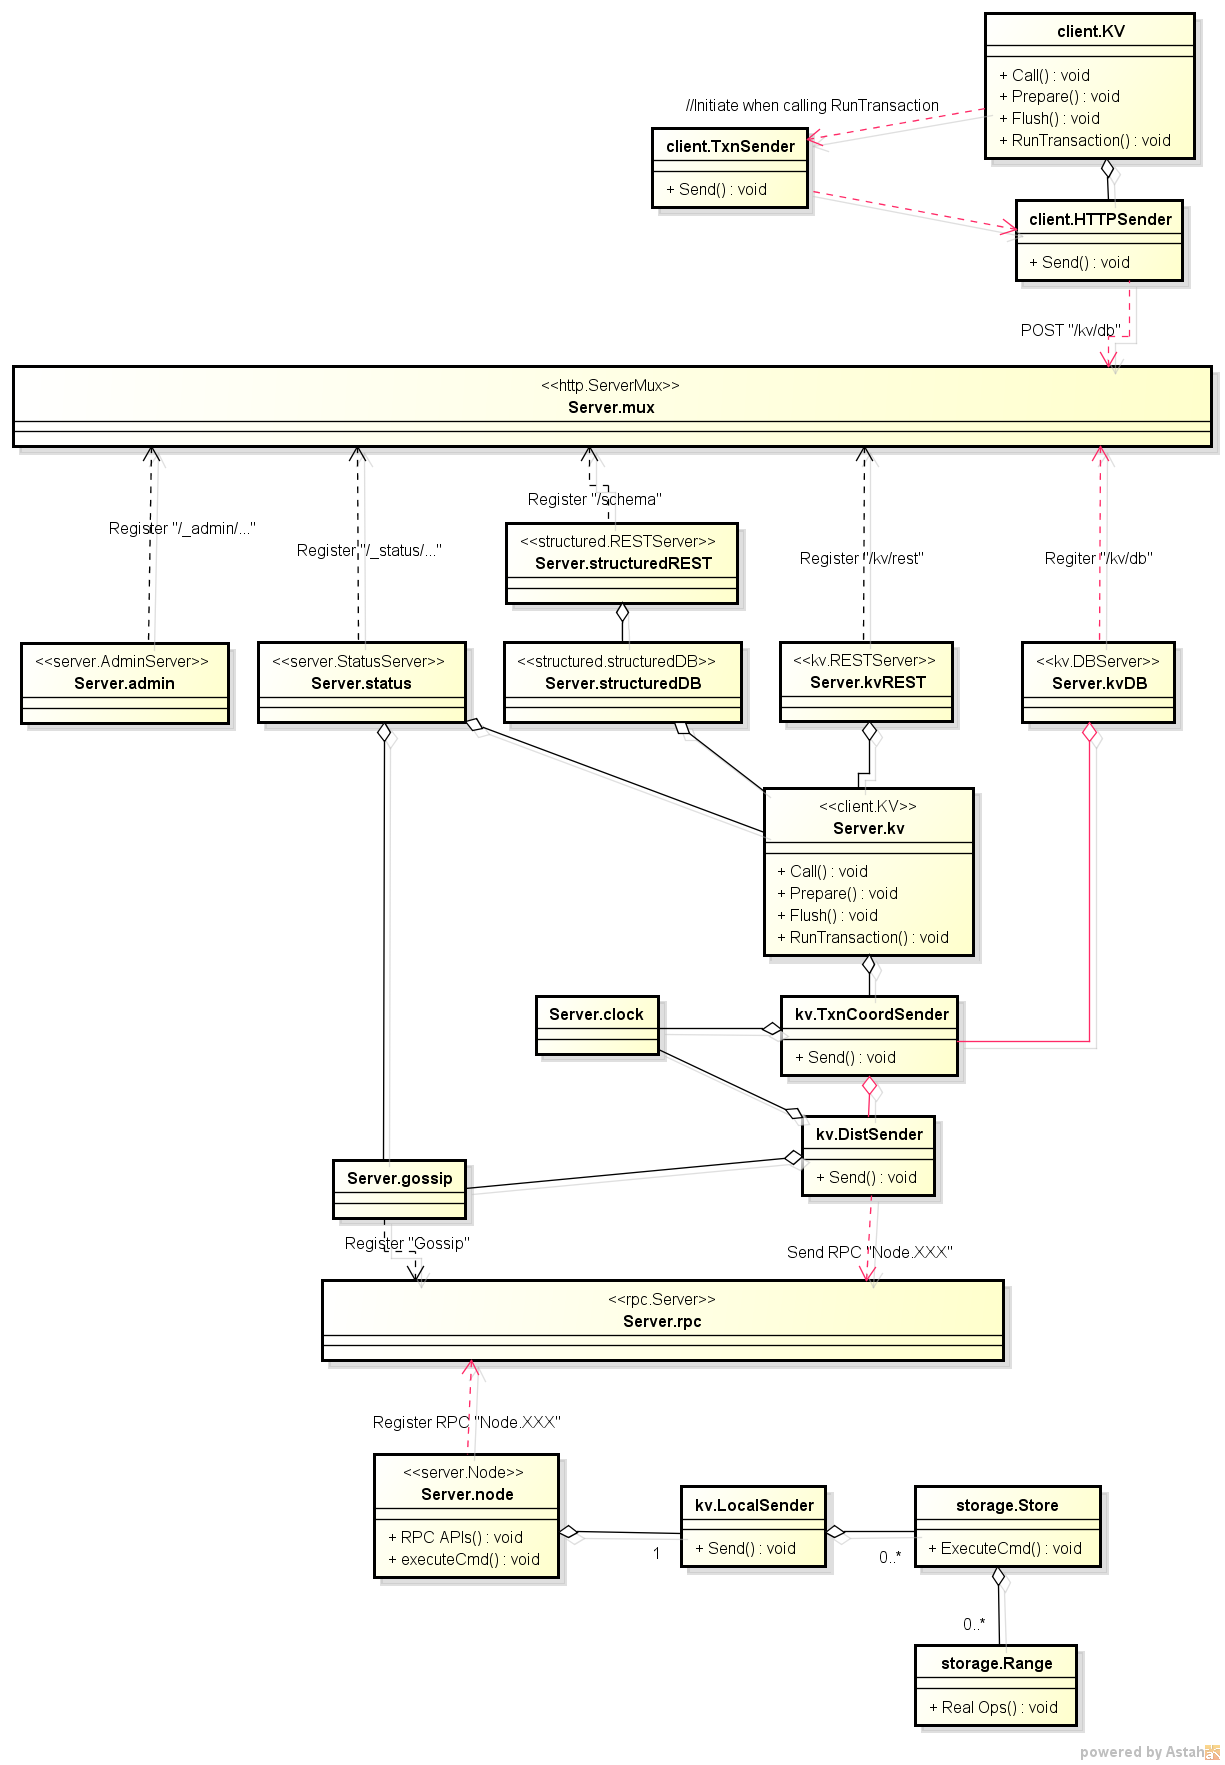 client.KV
+ Call() : void
+ Prepare() : void
+ Flush() : void
+ RunTransaction() : void
//Initiate when calling RunTransaction
client.TxnSender
+ Send() : void
client.HTTPSender
+ Send() : void
POST "/kv/db"
<<http.ServerMux>>
Server.mux
Register "/_admin/..."
Register "/_status/..."
Register "/schema"
Register "/kv/rest"
Regiter "/kv/db"
<<structured.RESTServer>>
Server.structuredREST
<<server.AdminServer>>
Server.admin
<<server.StatusServer>>
Server.status
<<structured.structuredDB>>
Server.structuredDB
<<kv.RESTServer>>
Server.kvREST
<<kv.DBServer>>
Server.kvDB
<<client.KV>>
Server.kv
+ Call() : void
+ Prepare() : void
+ Flush() : void
+ RunTransaction() : void
Server.clock
kv.TxnCoordSender
+ Send() : void
kv.DistSender
+ Send() : void
Server.gossip
Register "Gossip"
Send RPC "Node.XXX"
<<rpc.Server>>
Server.rpc
Register RPC "Node.XXX"
<<server.Node>>
Server.node
+ RPC APIs() : void
+ executeCmd() : void
1
kv.LocalSender
+ Send() : void
0..*
storage.Store
+ ExecuteCmd() : void
0..*
storage.Range
+ Real Ops() : void
powered by Astah